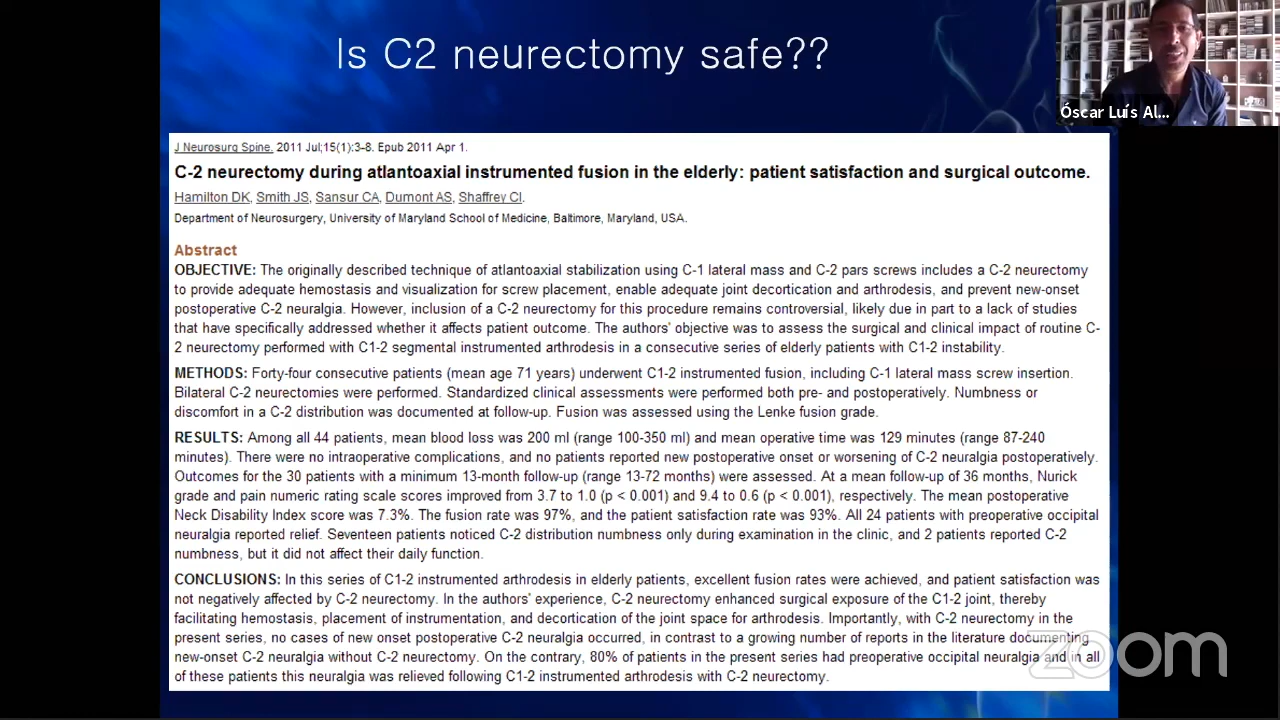 Is C2 neurectomy safe??
Óscar Luís Al...
J Neurosurg Spine. 2011 Jul;15(1):3-8. Epub 2011 Apr 1.
C-2 neurectomy during atlantoaxial instrumented fusion in the elderly: patient satisfaction and surgical outcome.
Hamilton DK, Smith JS, Sansur CA, Dumont AS, Shaffrey CI.
Department of Neurosurgery, University of Maryland School of Medicine, Baltimore, Maryland, USA.
Abstract
OBJECTIVE: The originally described technique of atlantoaxial stabilization using C-1 lateral mass and C-2 pars screws includes a C-2 neurectomy
to provide adequate hemostasis and visualization for screw placement, enable adequate joint decortication and arthrodesis, and prevent new-onset
postoperative C-2 neuralgia. However, inclusion of a C-2 neurectomy for this procedure remains controversial, likely due in part to a lack of studies
that have specifically addressed whether it affects patient outcome. The authors' objective was to assess the surgical and clinical impact of routine C-
2 neurectomy performed with C1-2 segmental instrumented arthrodesis in a consecutive series of elderly patients with C1-2 instability.
METHODS: Forty-four consecutive patients (mean age 71 years) underwent C1-2 instrumented fusion, including C-1 lateral mass screw insertion.
Bilateral C-2 neurectomies were performed. Standardized clinical assessments were performed both pre- and postoperatively. Numbness or
discomfort in a C-2 distribution was documented at follow-up. Fusion was assessed using the Lenke fusion grade.
RESULTS: Among all 44 patients, mean blood loss was 200 ml (range 100-350 ml) and mean operative time was 129 minutes (range 87-240
minutes). There were no intraoperative complications, and no patients reported new postoperative onset or worsening of C-2 neuralgia postoperatively.
Outcomes for the 30 patients with a minimum 13-month follow-up (range 13-72 months) were assessed. At a mean follow-up of 36 months, Nurick
grade and pain numeric rating scale scores improved from 3.7 to 1.0 (p < 0.001) and 9.4 to 0.6 (p < 0.001), respectively. The mean postoperative
Neck Disability Index score was 7.3%. The fusion rate was 97%, and the patient satisfaction rate was 93%. All 24 patients with preoperative occipital
neuralgia reported relief. Seventeen patients noticed C-2 distribution numbness only during examination in the clinic, and 2 patients reported C-2
numbness, but it did not affect their daily function.
CONCLUSIONS: In this series of C1-2 instrumented arthrodesis in elderly patients, excellent fusion rates were achieved, and patient satisfaction was
not negatively affected by C-2 neurectomy. In the authors' experience, C-2 neurectomy enhanced surgical exposure of the C1-2 joint, thereby
facilitating hemostasis, placement of instrumentation, and decortication of the joint space for arthrodesis. Importantly, with C-2 neurectomy in the
present series, no cases of new onset postoperative C-2 neuralgia occurred, in contrast to a growing number of reports in the literature documenting
new-onset C-2 neuralgia without C-2 neurectomy. On the contrary, 80% of patients in the present series had preoperative occipital neuralgia and in all
of these patients this neuralgia was relieved following C1-2 instrumented arthrodesis with C-2 neurectomy.
zoom